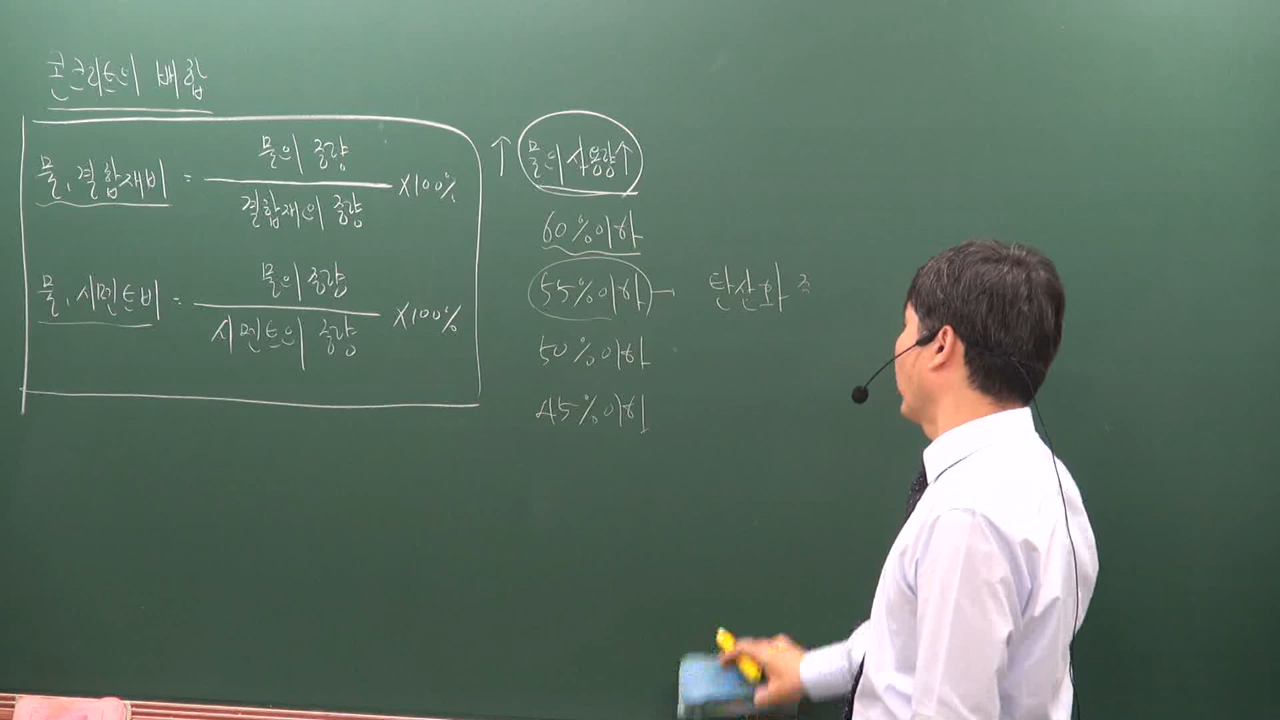 콘크리트의 배합
물, 결합재비 = 물의 중량 / 결합재의 중량 ×100%
물, 시멘트비 = 물의 중량 / 시멘트의 중량 ×100%
↑ 물의 사용량↑
60%이하
55%이하 → 탄산화
50%이하
45%이하